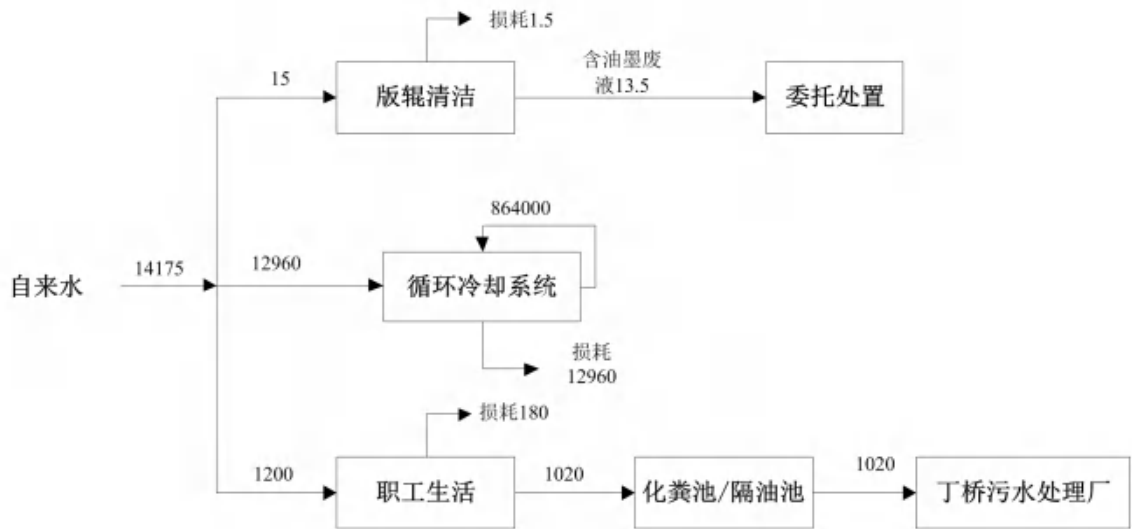 损耗1.5
15
版辊清洁
含油墨废
液13.5
委托处置
864000
自来水
14175
12960
循环冷却系统
损耗
12960
损耗180
1200
职工生活
1020
化粪池/隔油池
1020
丁桥污水处理厂